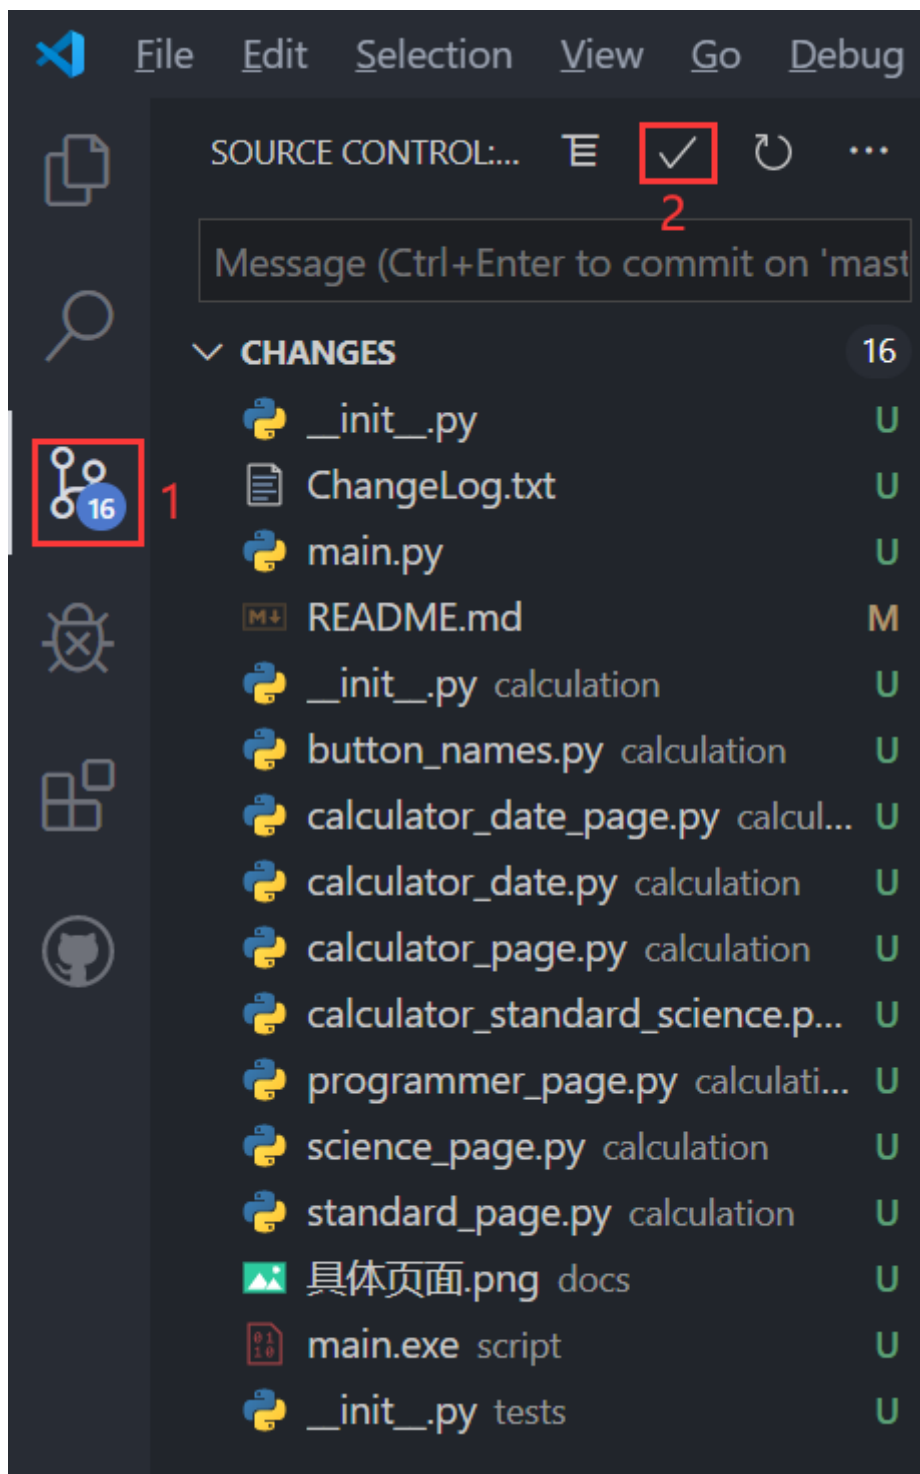 File Edit Selection View Go Debug
SOURCE CONTROL:...
2
Message (Ctrl+Enter to commit on 'mast
CHANGES 16
__init__.py U
ChangeLog.txt U
16 1
main.py U
M README.md M
__init__.py calculation U
button_names.py calculation U
calculator_date_page.py calcul... U
calculator_date.py calculation U
calculator_page.py calculation U
calculator_standard_science.p... U
programmer_page.py calculati... U
science_page.py calculation U
standard_page.py calculation U
具体页面.png docs U
01
10 main.exe script U
__init__.py tests U